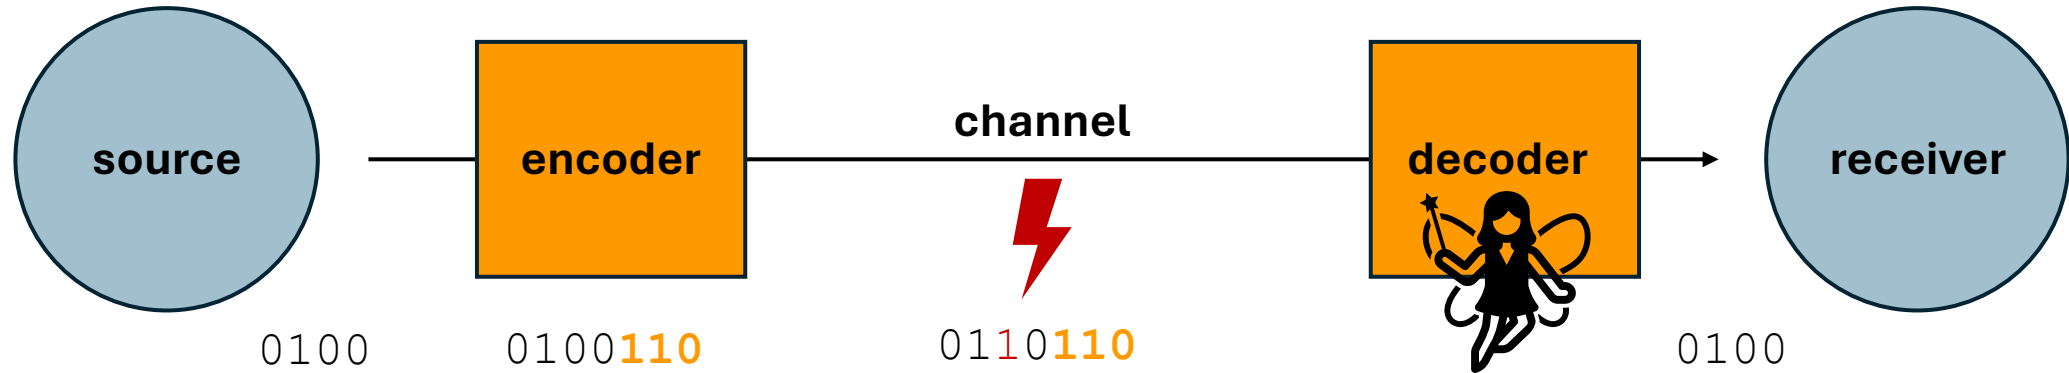 channel
source
encoder
decoder
receiver
0100
0100110
0110110
0100